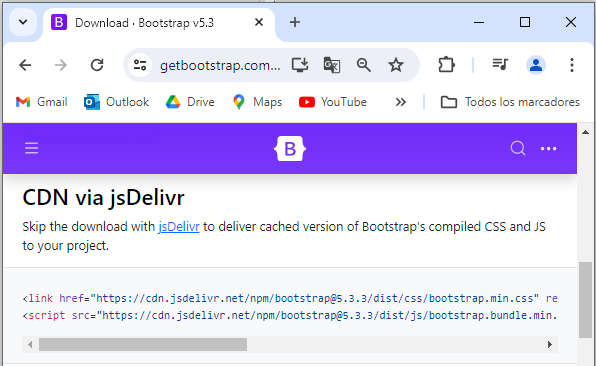 Download · Bootstrap v5.3
getbootstrap.com...
Gmail Outlook Drive Maps YouTube » Todos los marcadores
B
CDN via jsDelivr
Skip the download with jsDelivr to deliver cached version of Bootstrap's compiled CSS and JS
to your project.
<link href="https://cdn.jsdelivr.net/npm/bootstrap@5.3.3/dist/css/bootstrap.min.css" re
<script src="https://cdn.jsdelivr.net/npm/bootstrap@5.3.3/dist/js/bootstrap.bundle.min.